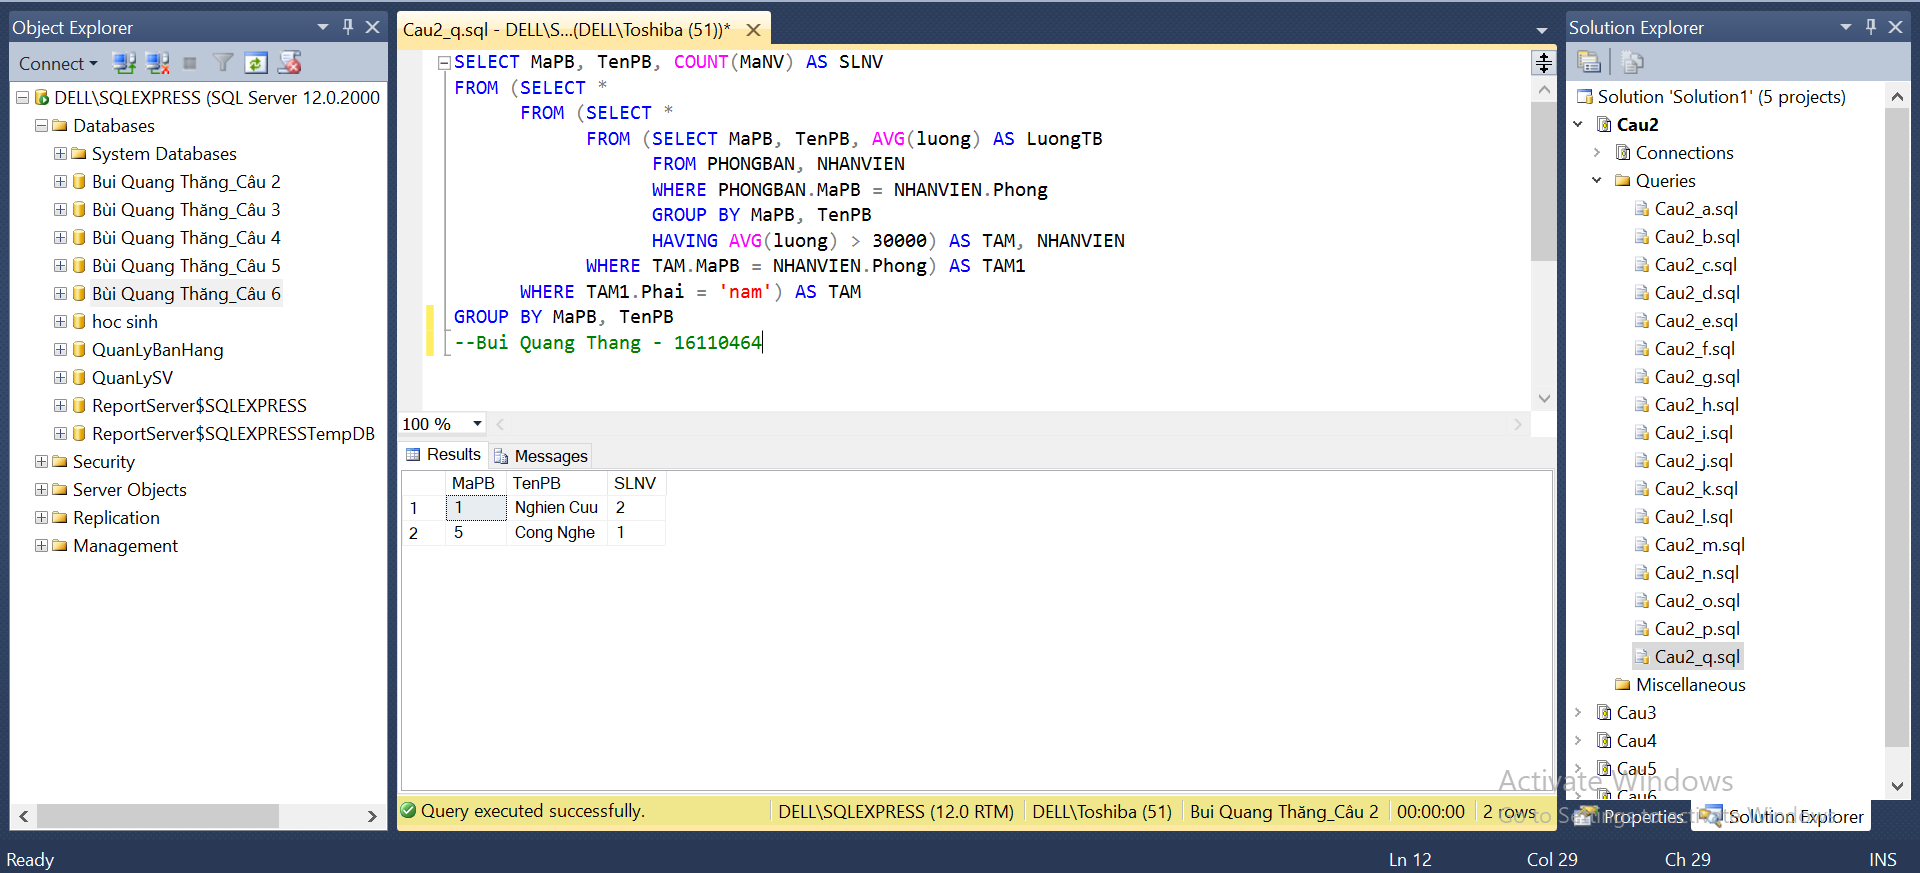 Object Explorer
Connect
DELL\SQLEXPRESS (SQL Server 12.0.2000
Databases
System Databases
Bui Quang Thăng_Câu 2
Bùi Quang Thăng_Câu 3
Bùi Quang Thăng_Câu 4
Bùi Quang Thăng_Câu 5
Bùi Quang Thăng_Câu 6
hoc sinh
QuanLyBanHang
QuanLySV
ReportServer$SQLEXPRESS
ReportServer$SQLEXPRESSTempDB
Security
Server Objects
Replication
Management
Cau2_q.sql - DELL\S...(DELL\Toshiba (51))*
SELECT MaPB, TenPB, COUNT(MaNV) AS SLNV
FROM (SELECT *
FROM (SELECT *
FROM (SELECT MaPB, TenPB, AVG(luong) AS LuongTB
FROM PHONGBAN, NHANVIEN
WHERE PHONGBAN.MaPB = NHANVIEN.Phong
GROUP BY MaPB, TenPB
HAVING AVG(luong) > 30000) AS TAM, NHANVIEN
WHERE TAM.MaPB = NHANVIEN.Phong) AS TAM1
WHERE TAM1.Phai = 'nam') AS TAM
GROUP BY MaPB, TenPB
--Bui Quang Thang - 16110464
100 %
Results Messages
MaPB TenPB SLNV
1 1 Nghien Cuu 2
2 5 Cong Nghe 1
Query executed successfully. DELL\SQLEXPRESS (12.0 RTM) DELL\Toshiba (51) Bui Quang Thăng_Câu 2 00:00:00 2 rows
Solution Explorer
Solution 'Solution1' (5 projects)
Cau2
Connections
Queries
Cau2_a.sql
Cau2_b.sql
Cau2_c.sql
Cau2_d.sql
Cau2_e.sql
Cau2_f.sql
Cau2_g.sql
Cau2_h.sql
Cau2_i.sql
Cau2_j.sql
Cau2_k.sql
Cau2_l.sql
Cau2_m.sql
Cau2_n.sql
Cau2_o.sql
Cau2_p.sql
Cau2_q.sql
Miscellaneous
Cau3
Cau4
Cau5
Cau6
Activate Windows
Go to Settings to activate Windows.
Properties Solution Explorer
Ready Ln 12 Col 29 Ch 29 INS